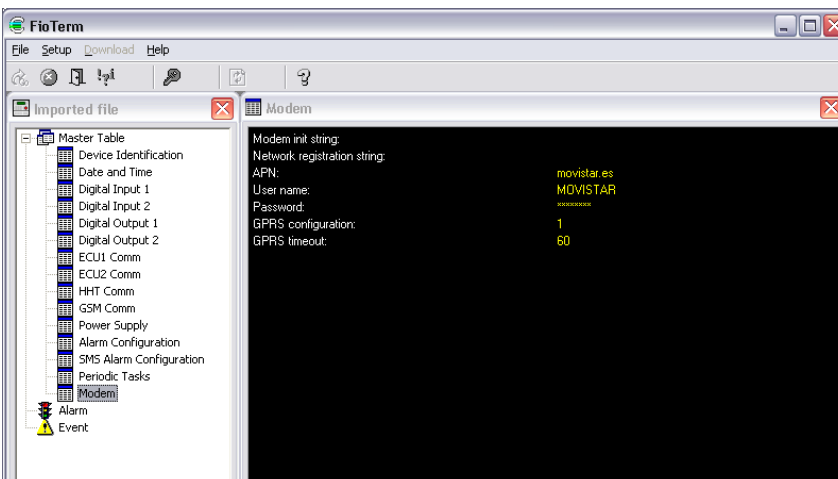 FioTerm
File Setup Download Help
Imported file
Master Table
Device Identification
Date and Time
Digital Input 1
Digital Input 2
Digital Output 1
Digital Output 2
ECU1 Comm
ECU2 Comm
HHT Comm
GSM Comm
Power Supply
Alarm Configuration
SMS Alarm Configuration
Periodic Tasks
Modem
Alarm
Event
Modem
Modem init string:
Network registration string:
APN: movistar.es
User name: MOVISTAR
Password: ********
GPRS configuration: 1
GPRS timeout: 60